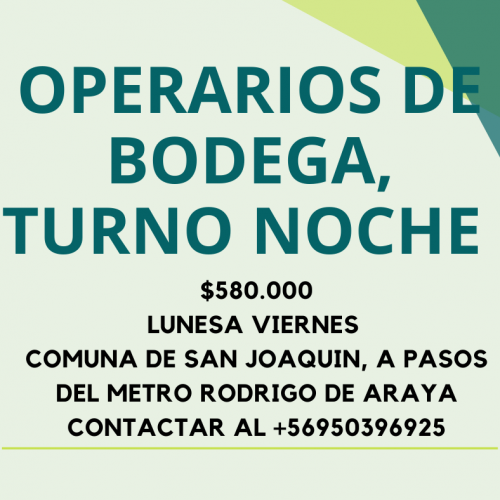 OPERARIOS DE
BODEGA,
TURNO NOCHE
$580.000
LUNESA VIERNES
COMUNA DE SAN JOAQUIN, A PASOS
DEL METRO RODRIGO DE ARAYA
CONTACTAR AL +56950396925